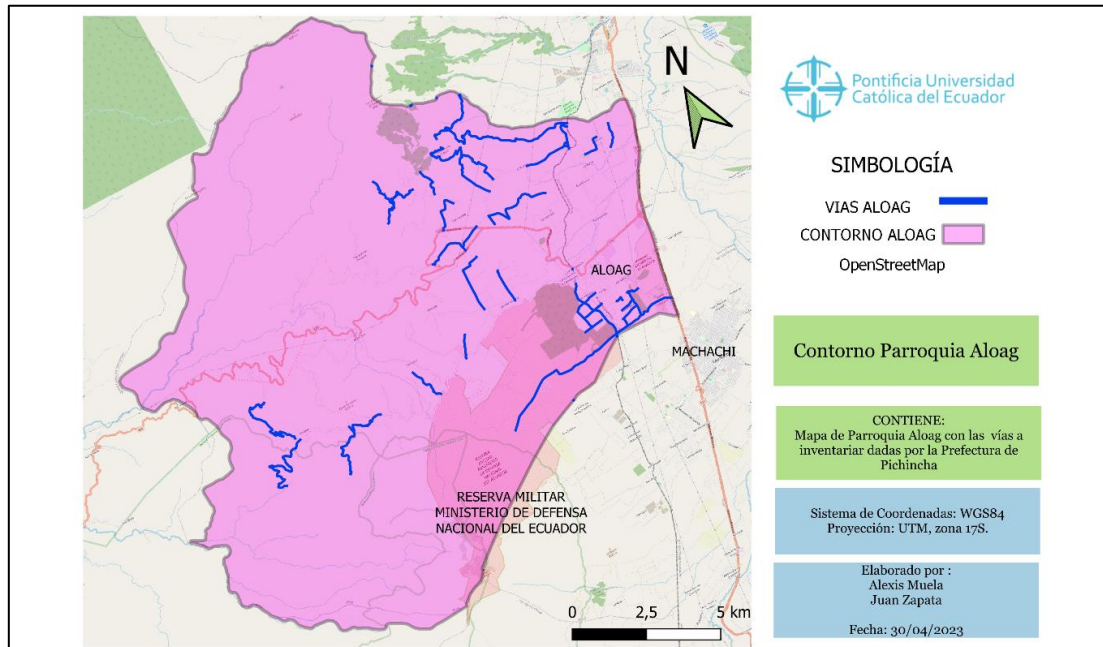 N
ALOAG
MACHACHI
RESERVA MILITAR
MINISTERIO DE DEFENSA
NACIONAL DEL ECUADOR
0 2,5 5 km
Pontificia Universidad
Católica del Ecuador
SIMBOLOGÍA
VIAS ALOAG
CONTORNO ALOAG
OpenStreetMap
Contorno Parroquia Aloag
CONTIENE:
Mapa de Parroquia Aloag con las vías a
inventariar dadas por la Prefectura de
Pichincha
Sistema de Coordenadas: WGS84
Proyección: UTM, zona 17S.
Elaborado por :
Alexis Muela
Juan Zapata
Fecha: 30/04/2023